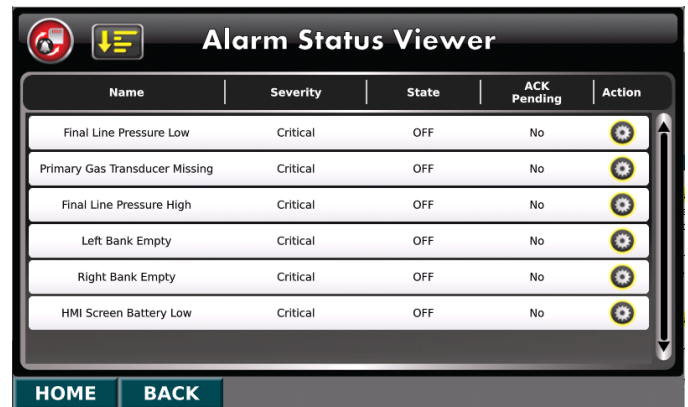 Alarm Status Viewer
Name Severity State ACK Pending Action
Final Line Pressure Low Critical OFF No
Primary Gas Transducer Missing Critical OFF No
Final Line Pressure High Critical OFF No
Left Bank Empty Critical OFF No
Right Bank Empty Critical OFF No
HMI Screen Battery Low Critical OFF No
HOME BACK